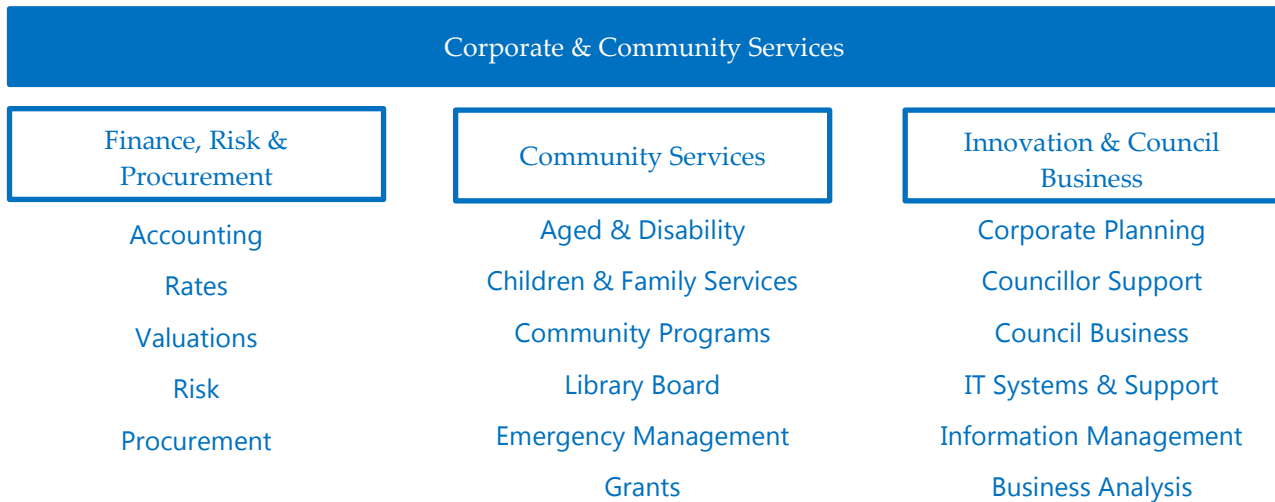 Corporate & Community Services
Finance, Risk &
Procurement
Accounting
Rates
Valuations
Risk
Procurement
Community Services
Aged & Disability
Children & Family Services
Community Programs
Library Board
Emergency Management
Grants
Innovation & Council
Business
Corporate Planning
Councillor Support
Council Business
IT Systems & Support
Information Management
Business Analysis